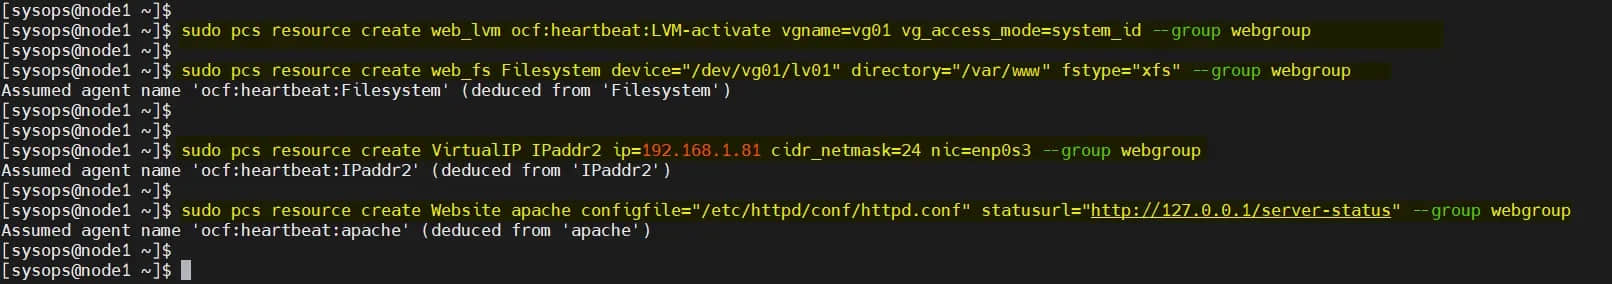 [sysops@node1 ~]$
[sysops@node1 ~]$ sudo pcs resource create web_lvm ocf:heartbeat:LVM-activate vgname=vg01 vg_access_mode=system_id --group webgroup
[sysops@node1 ~]$
[sysops@node1 ~]$ sudo pcs resource create web_fs Filesystem device="/dev/vg01/lv01" directory="/var/www" fstype="xfs" --group webgroup
Assumed agent name 'ocf:heartbeat:Filesystem' (deduced from 'Filesystem')
[sysops@node1 ~]$
[sysops@node1 ~]$
[sysops@node1 ~]$ sudo pcs resource create VirtualIP IPaddr2 ip=192.168.1.81 cidr_netmask=24 nic=enp0s3 --group webgroup
Assumed agent name 'ocf:heartbeat:IPaddr2' (deduced from 'IPaddr2')
[sysops@node1 ~]$
[sysops@node1 ~]$ sudo pcs resource create Website apache configfile="/etc/httpd/conf/httpd.conf" statusurl="http://127.0.0.1/server-status" --group webgroup
Assumed agent name 'ocf:heartbeat:apache' (deduced from 'apache')
[sysops@node1 ~]$
[sysops@node1 ~]$